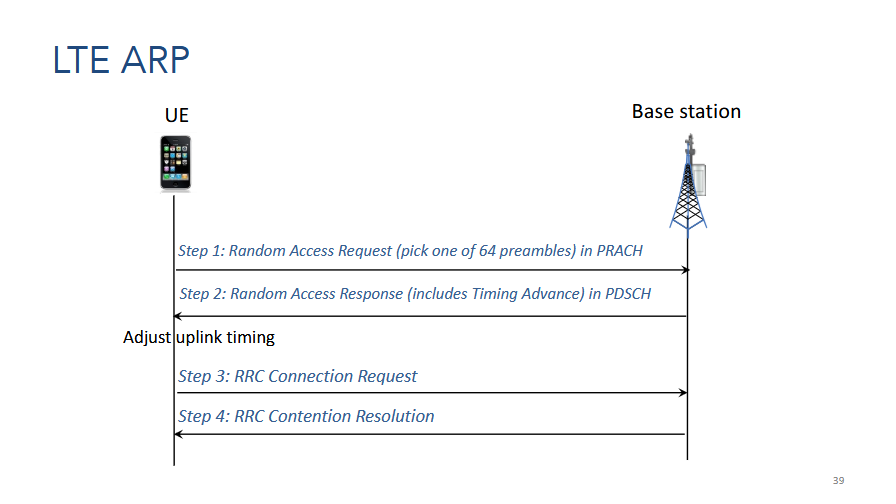 LTE ARP
UE
Base station
Step 1: Random Access Request (pick one of 64 preambles) in PRACH
Step 2: Random Access Response (includes Timing Advance) in PDSCH
Adjust uplink timing
Step 3: RRC Connection Request
Step 4: RRC Contention Resolution
39